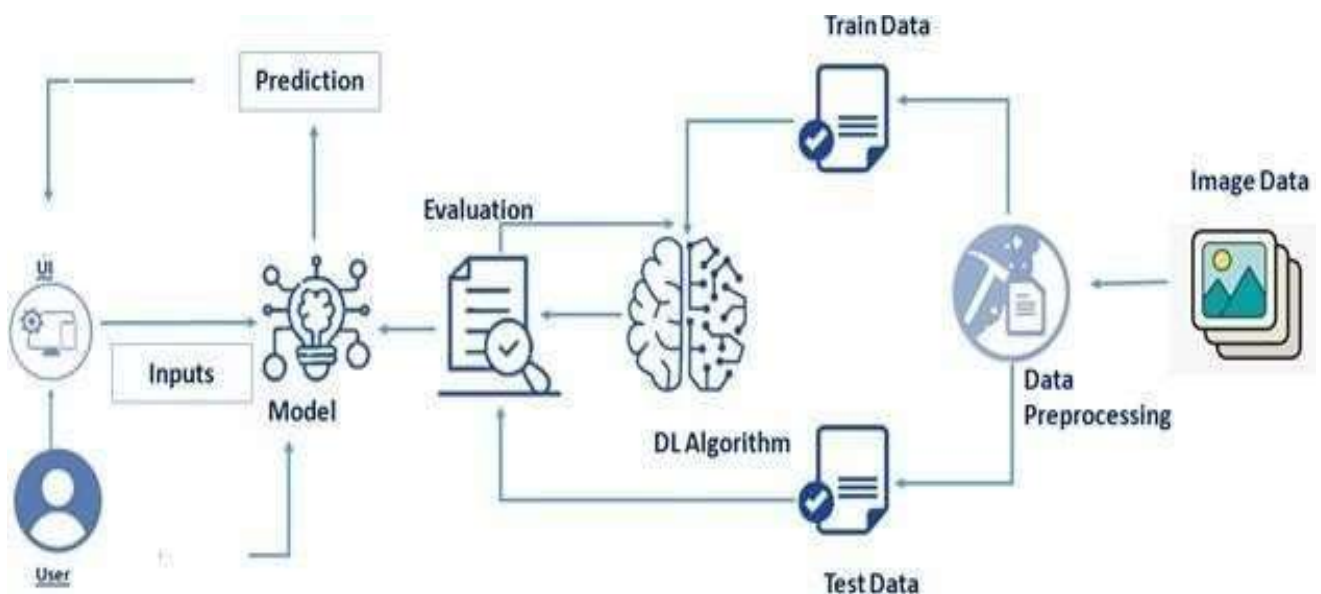 Train Data
Prediction
Image Data
Evaluation
UI
Inputs
Model
Data
Preprocessing
DL Algorithm
User
Test Data